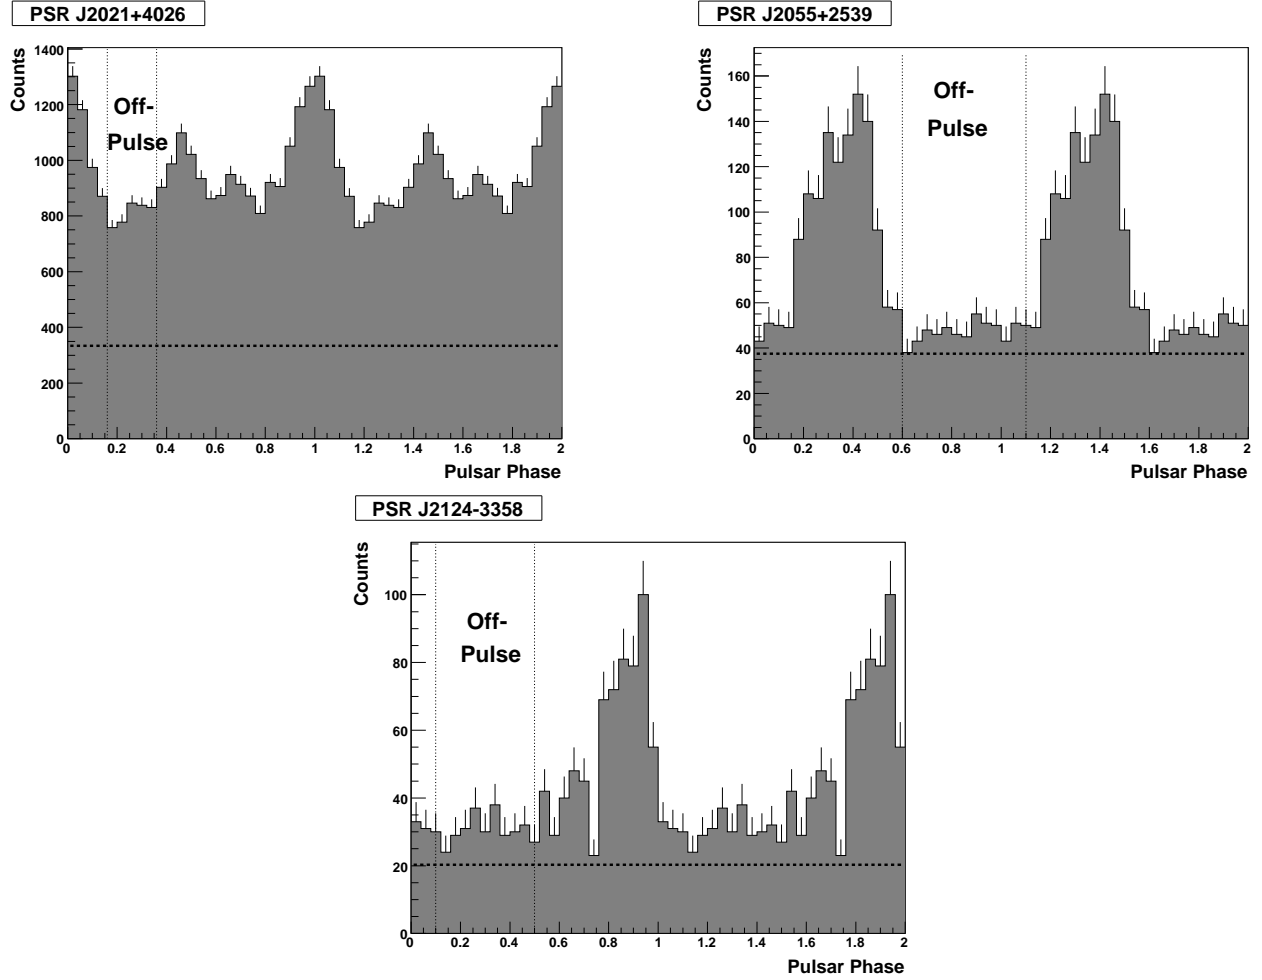 PSR J2021+4026
Counts
1400
1200
1000
800
600
400
200
0
Off-
Pulse
0 0.2 0.4 0.6 0.8 1 1.2 1.4 1.6 1.8 2
Pulsar Phase
PSR J2055+2539
Counts
160
140
120
100
80
60
40
20
0
Off-
Pulse
0 0.2 0.4 0.6 0.8 1 1.2 1.4 1.6 1.8 2
Pulsar Phase
PSR J2124-3358
Counts
100
80
60
40
20
0
Off-
Pulse
0 0.2 0.4 0.6 0.8 1 1.2 1.4 1.6 1.8 2
Pulsar Phase